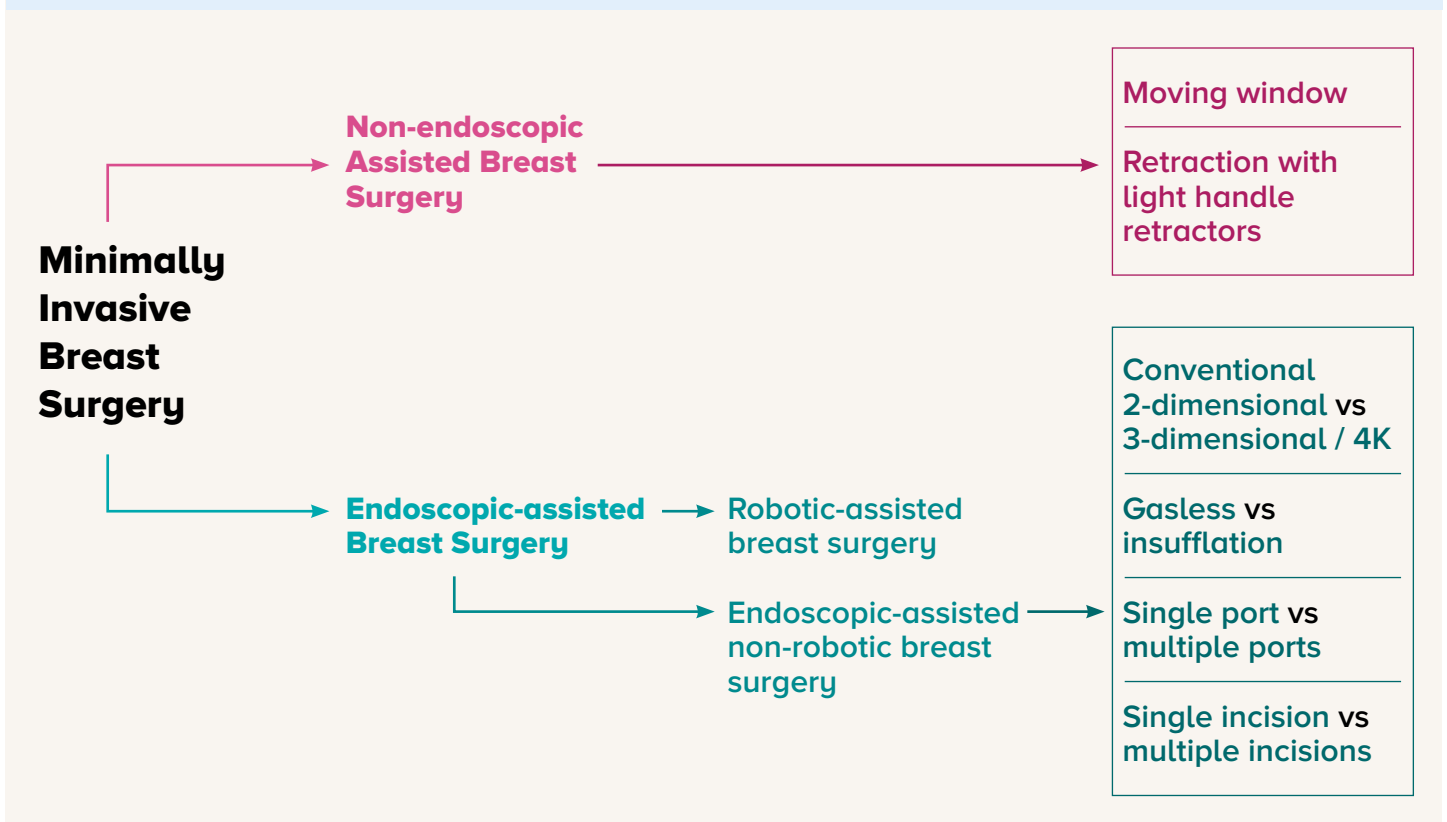 Non-endoscopic
Assisted Breast
Surgery
Moving window
Retraction with
light handle
retractors
Minimally
Invasive
Breast
Surgery
Endoscopic-assisted
Breast Surgery
Robotic-assisted
breast surgery
Endoscopic-assisted
non-robotic breast
surgery
Conventional
2-dimensional vs
3-dimensional / 4K
Gasless vs
insufflation
Single port vs
multiple ports
Single incision vs
multiple incisions